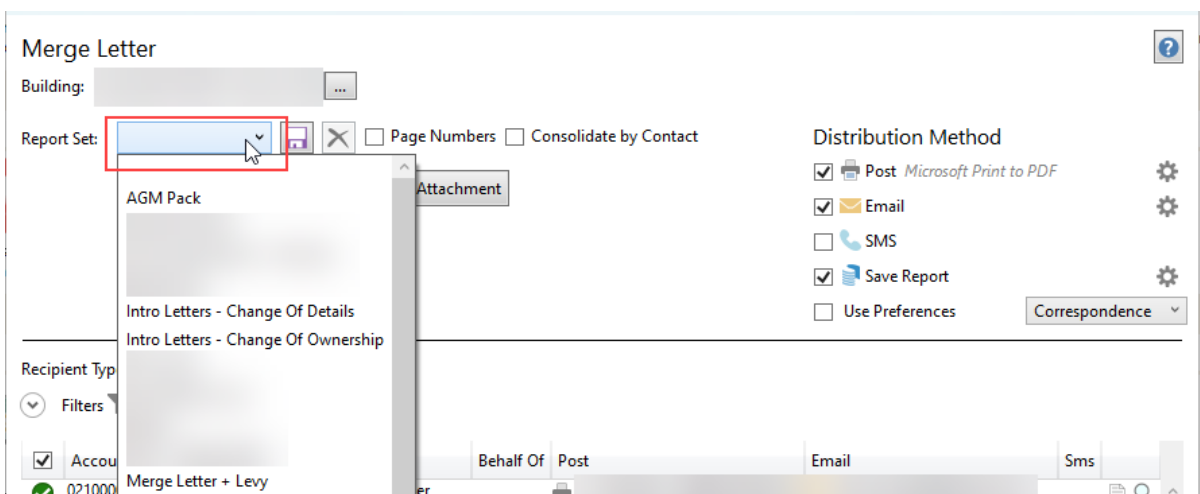 Merge Letter
?
Building:
...
Report Set:
Page Numbers
Consolidate by Contact
Distribution Method
Attachment
Post Microsoft Print to PDF
AGM Pack
Email
SMS
Save Report
Intro Letters - Change Of Details
Use Preferences
Correspondence
Intro Letters - Change Of Ownership
Recipient Typ
Filters
Accou
Behalf Of
Post
Email
Sms
Merge Letter + Levy